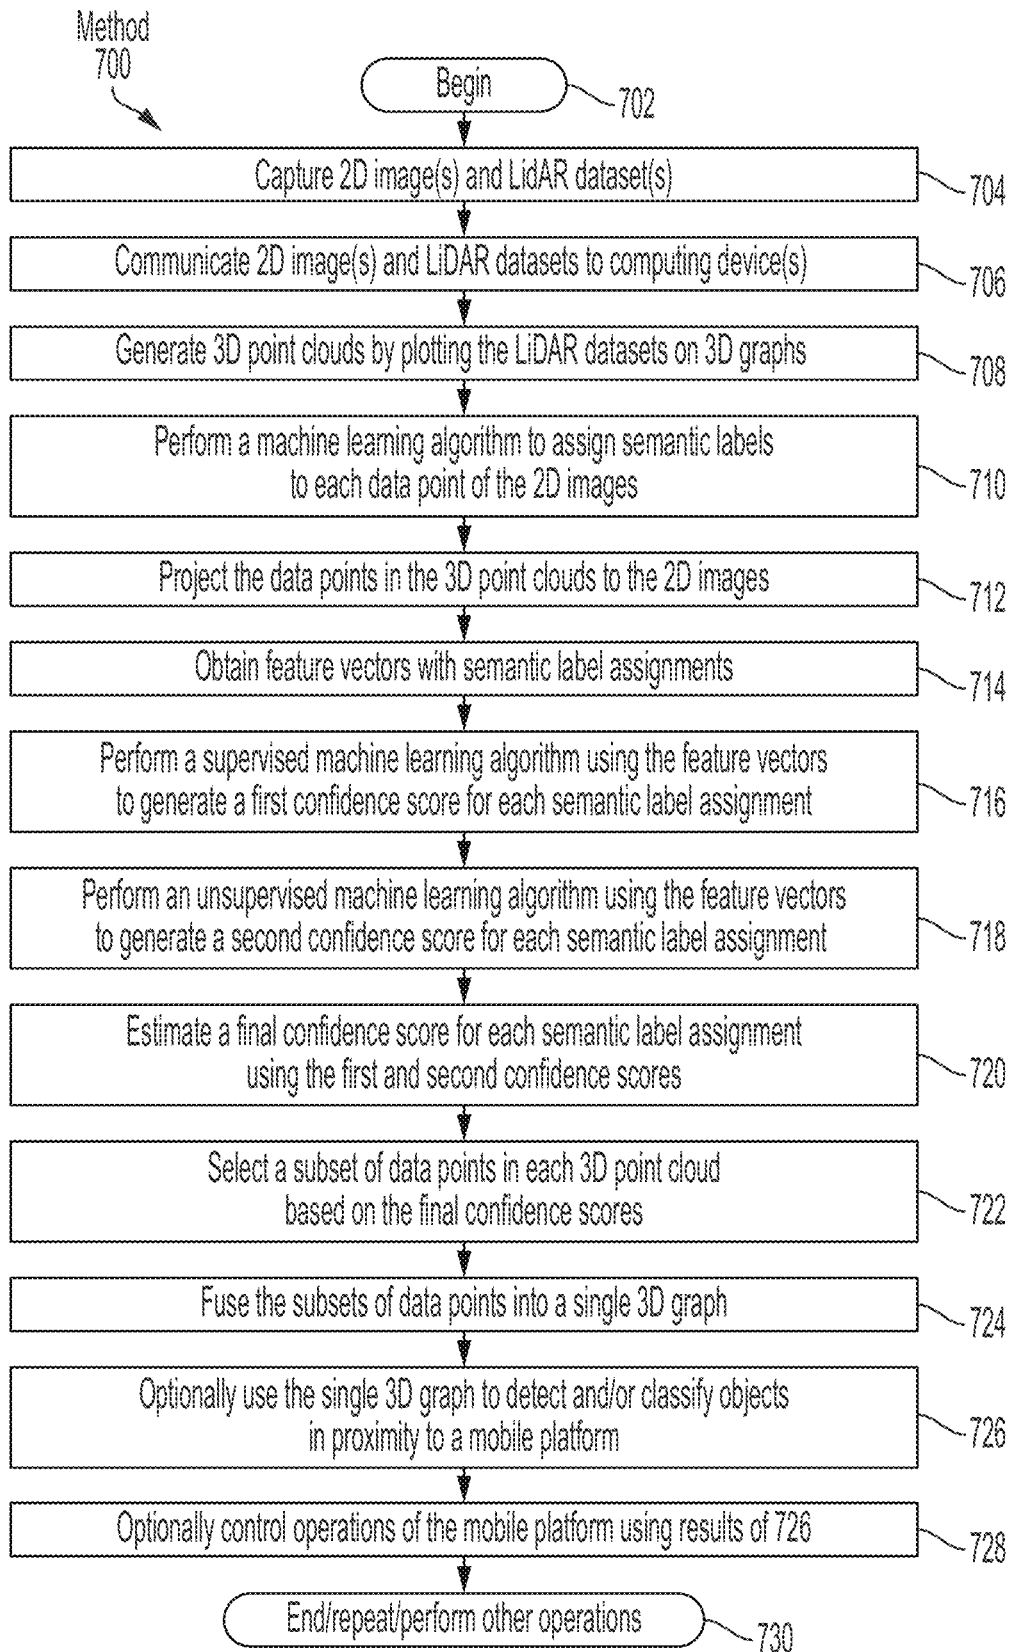 Method
700
Begin
702
Capture 2D image(s) and LidAR dataset(s)
704
Communicate 2D image(s) and LiDAR datasets to computing device(s)
706
Generate 3D point clouds by plotting the LiDAR datasets on 3D graphs
708
Perform a machine learning algorithm to assign semantic labels
to each data point of the 2D images
710
Project the data points in the 3D point clouds to the 2D images
712
Obtain feature vectors with semantic label assignments
714
Perform a supervised machine learning algorithm using the feature vectors
to generate a first confidence score for each semantic label assignment
716
Perform an unsupervised machine learning algorithm using the feature vectors
to generate a second confidence score for each semantic label assignment
718
Estimate a final confidence score for each semantic label assignment
using the first and second confidence scores
720
Select a subset of data points in each 3D point cloud
based on the final confidence scores
722
Fuse the subsets of data points into a single 3D graph
724
Optionally use the single 3D graph to detect and/or classify objects
in proximity to a mobile platform
726
Optionally control operations of the mobile platform using results of 726
728
End/repeat/perform other operations
730